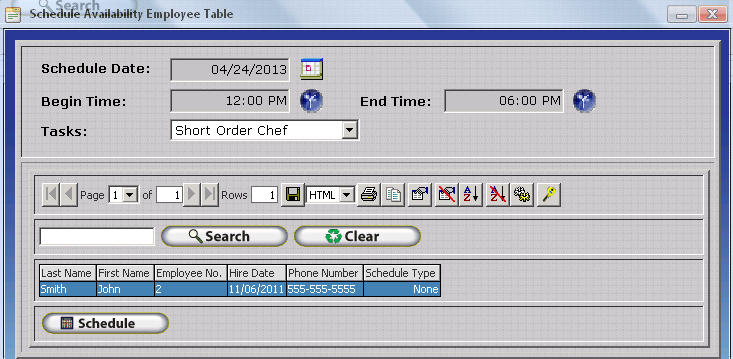 Search
Schedule Availability Employee Table
Schedule Date: 04/24/2013
Begin Time: 12:00 PM End Time: 06:00 PM
Tasks: Short Order Chef
Page 1 of 1 Rows 1 HTML
Search Clear
Last Name First Name Employee No. Hire Date Phone Number Schedule Type
Smith John 2 11/06/2011 555-555-5555 None
Schedule